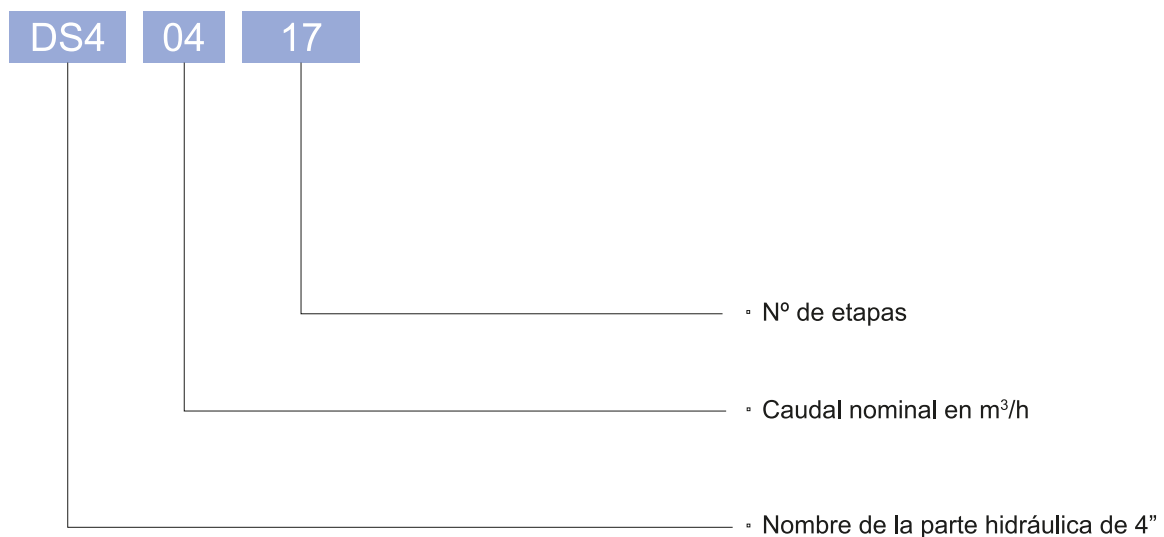 DS4 04 17
Nº de etapas
Caudal nominal en m³/h
Nombre de la parte hidráulica de 4”